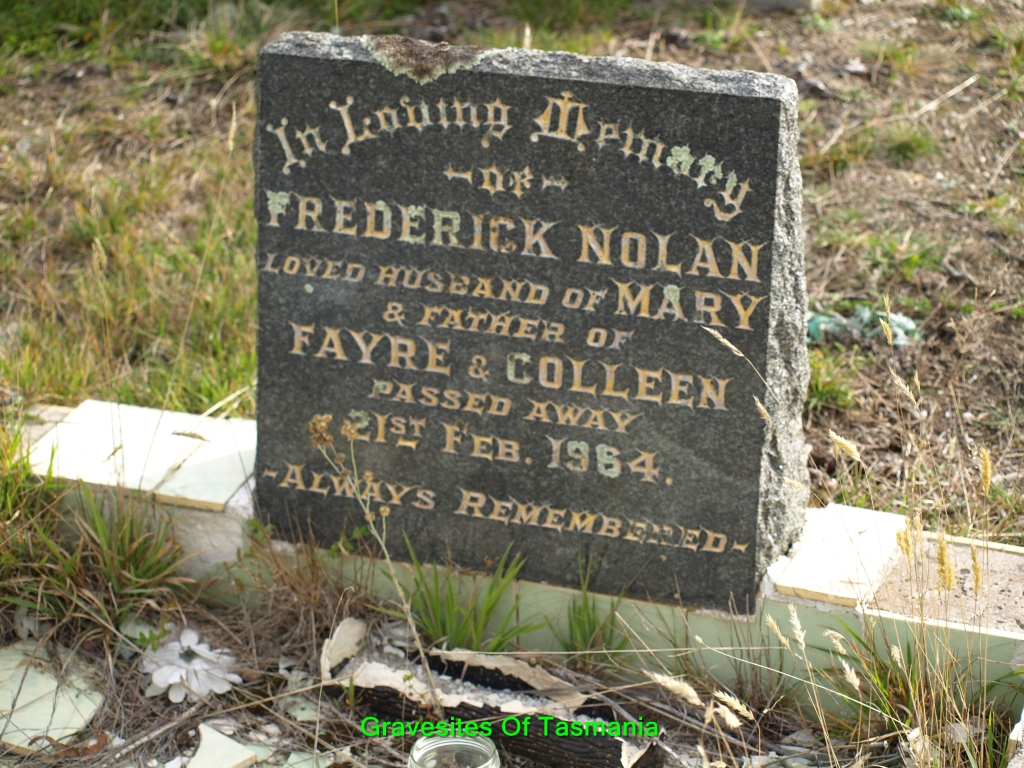 In Loving Memory
- OF -
FREDERICK NOLAN
LOVED HUSBAND OF MARY
& FATHER OF
FAYRE & COLLEEN
PASSED AWAY
21ST FEB. 1964.
- ALWAYS REMEMBERED -
Gravesites Of Tasmania